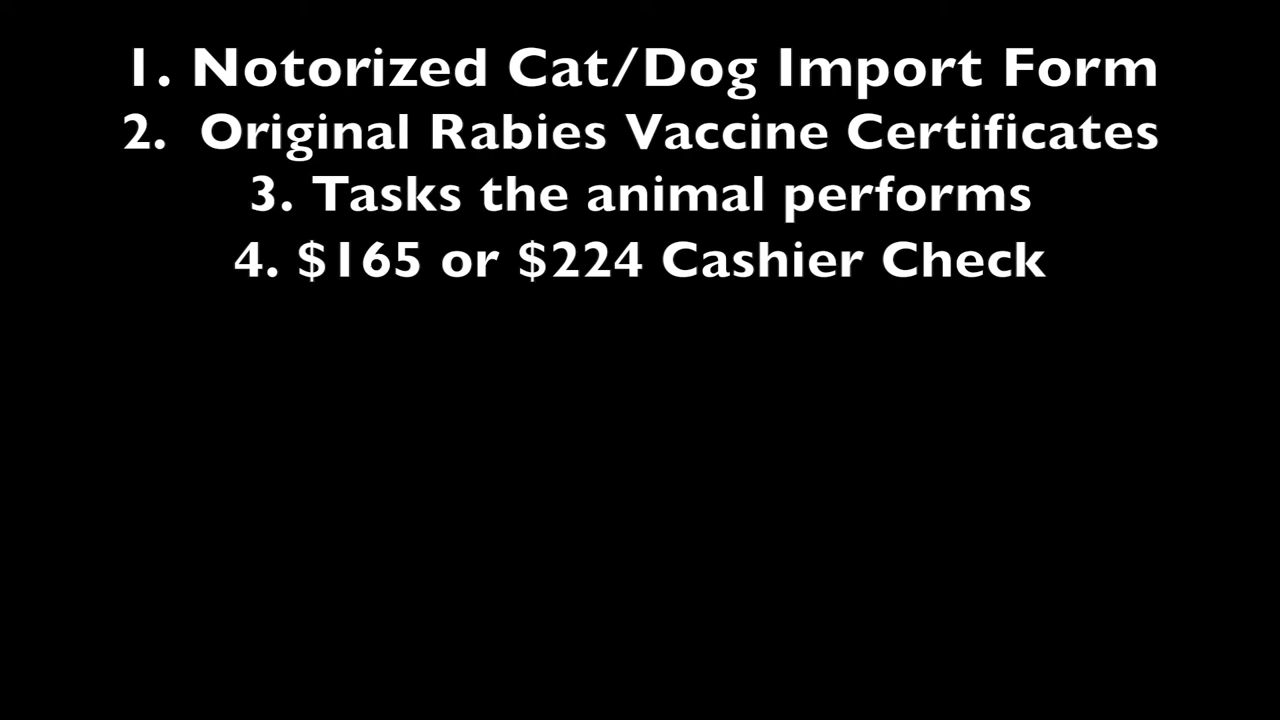 1. Notorized Cat/Dog Import Form
2. Original Rabies Vaccine Certificates
3. Tasks the animal performs
4. $165 or $224 Cashier Check